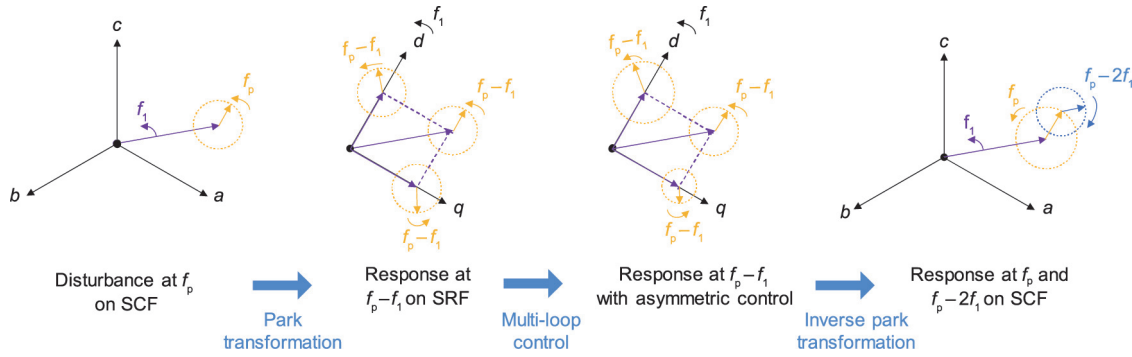 c
f₁
fₚ
b
a
f₁
d
fₚ–f₁
fₚ–f₁
q
fₚ–f₁
f₁
d
fₚ–f₁
fₚ–f₁
q
fₚ–f₁
c
fₚ
fₚ–2f₁
f₁
b
a
Disturbance at fₚ
on SCF
Park
transformation
Response at
fₚ–f₁ on SRF
Multi-loop
control
Response at fₚ–f₁
with asymmetric control
Inverse park
transformation
Response at fₚ and
fₚ–2f₁ on SCF